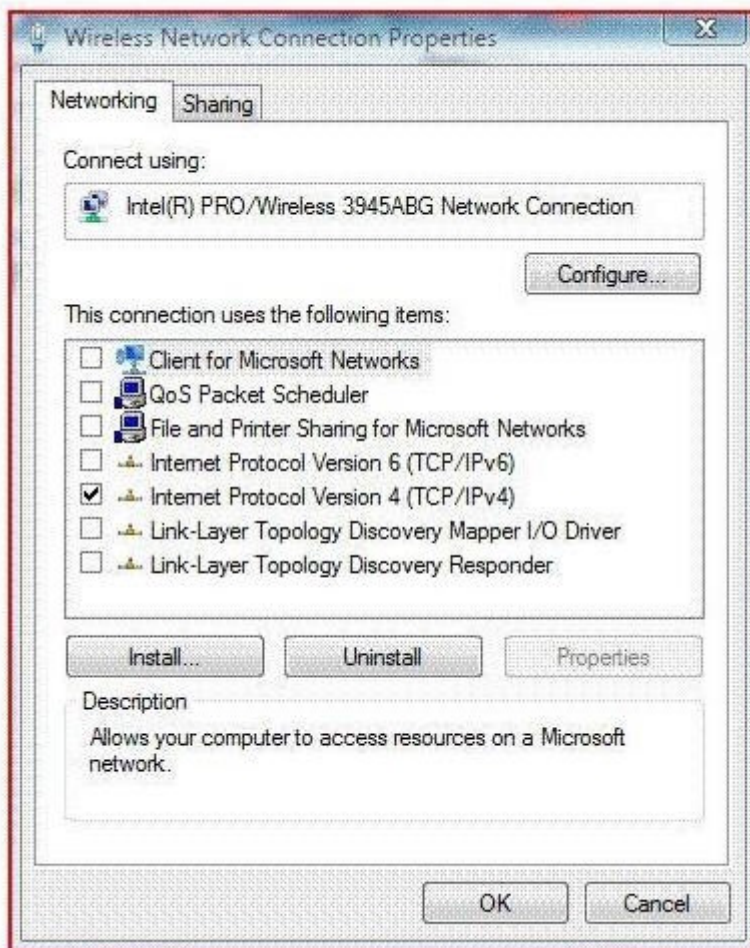 Wireless Network Connection Properties
Networking
Sharing
Connect using:
Intel(R) PRO/Wireless 3945ABG Network Connection
Configure...
This connection uses the following items:
Client for Microsoft Networks
QoS Packet Scheduler
File and Printer Sharing for Microsoft Networks
Internet Protocol Version 6 (TCP/IPv6)
Internet Protocol Version 4 (TCP/IPv4)
Link-Layer Topology Discovery Mapper I/O Driver
Link-Layer Topology Discovery Responder
Install...
Uninstall
Properties
Description
Allows your computer to access resources on a Microsoft
network.
OK
Cancel